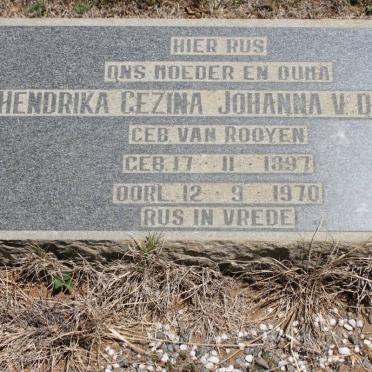 HIER RUS
ONS MOEDER EN OUMA
HENDRIKA GEZINA JOHANNA V.D.
GEB. VAN ROOYEN
GEB. 17 11 1897
OORL. 12 3 1970
RUS IN VREDE